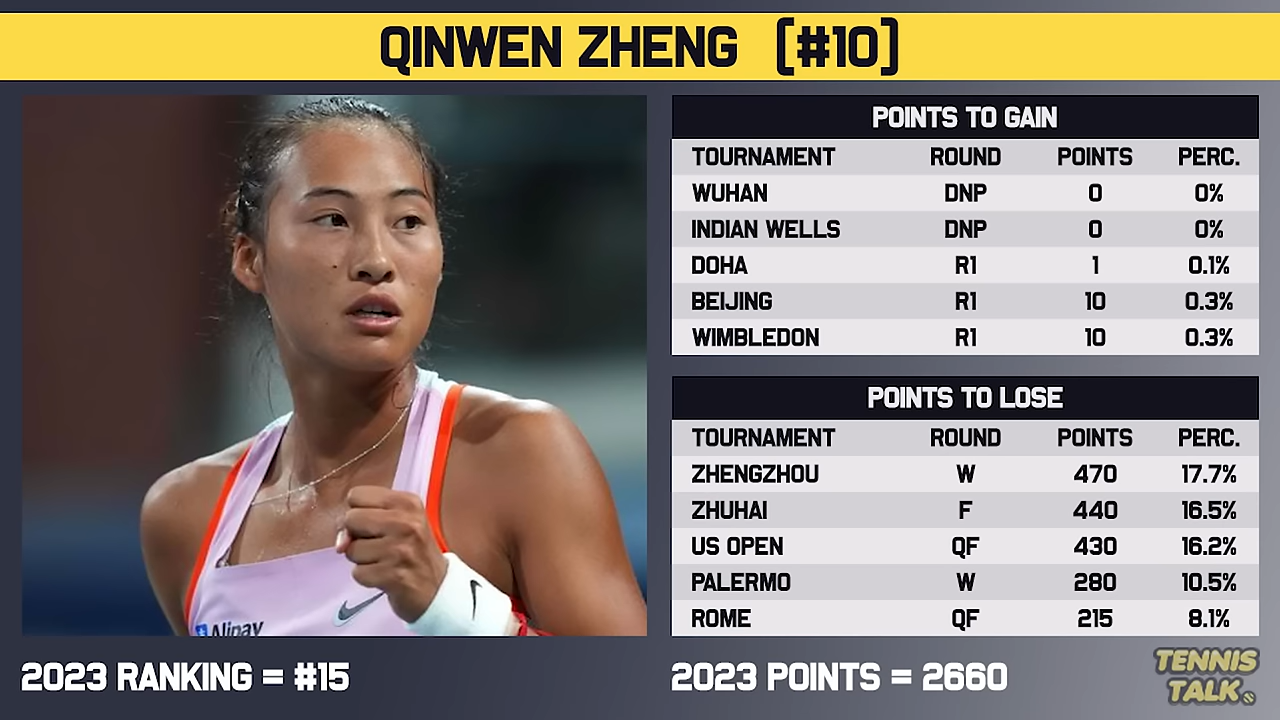 QINWEN ZHENG [#10]
POINTS TO GAIN
TOURNAMENT ROUND POINTS PERC.
WUHAN DNP 0 0%
INDIAN WELLS DNP 0 0%
DOHA R1 1 0.1%
BEIJING R1 10 0.3%
WIMBLEDON R1 10 0.3%
POINTS TO LOSE
TOURNAMENT ROUND POINTS PERC.
ZHENGZHOU W 470 17.7%
ZHUHAI F 440 16.5%
US OPEN QF 430 16.2%
PALERMO W 280 10.5%
ROME QF 215 8.1%
Alipay
2023 RANKING = #15
2023 POINTS = 2660
TENNIS
TALK